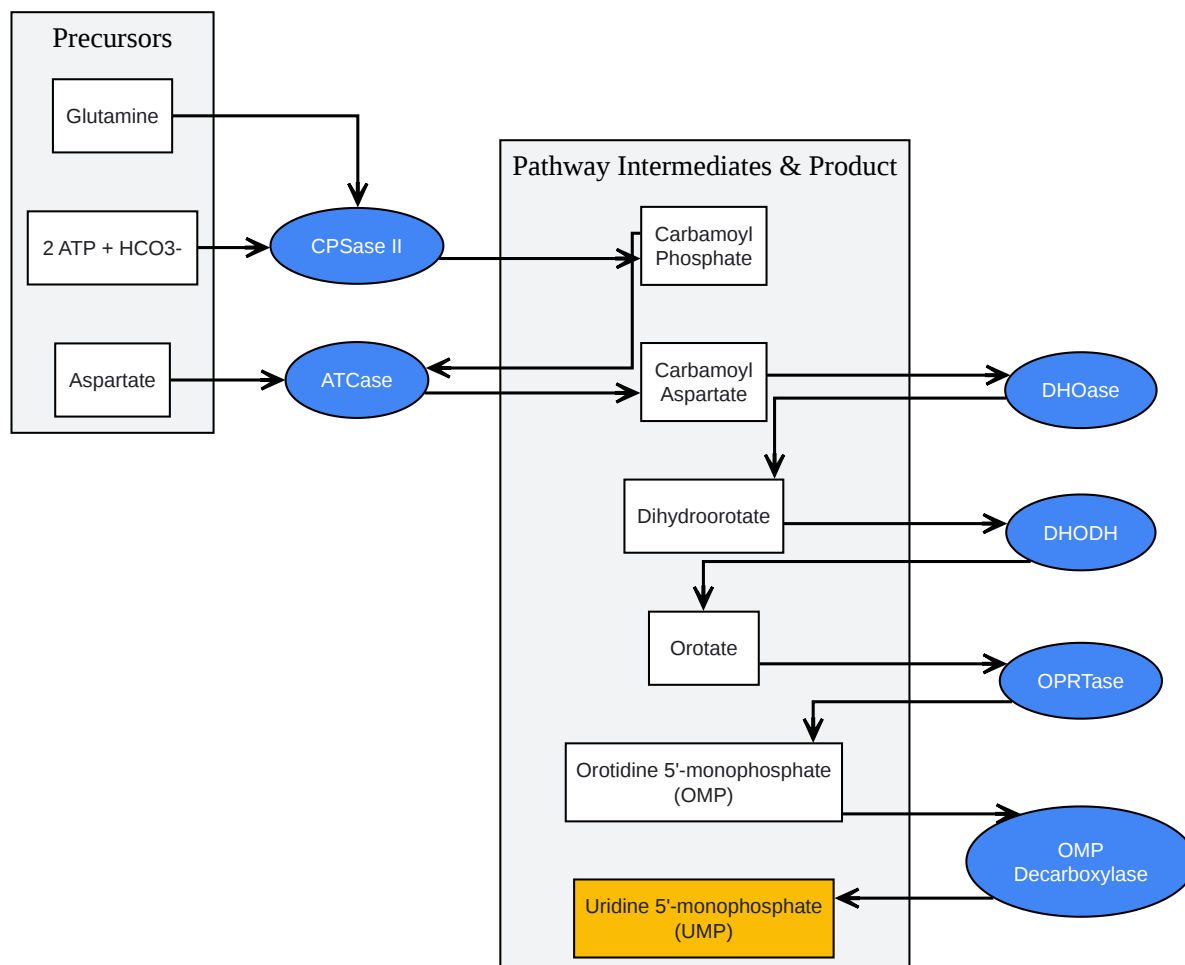 Precursors
Glutamine
2 ATP + HCO3-
Aspartate
CPSase II
ATCase
Pathway Intermediates & Product
Carbamoyl
Phosphate
Carbamoyl
Aspartate
DHOase
Dihydroorotate
DHODH
Orotate
OPRTase
Orotidine 5'-monophosphate
(OMP)
OMP
Decarboxylase
Uridine 5'-monophosphate
(UMP)